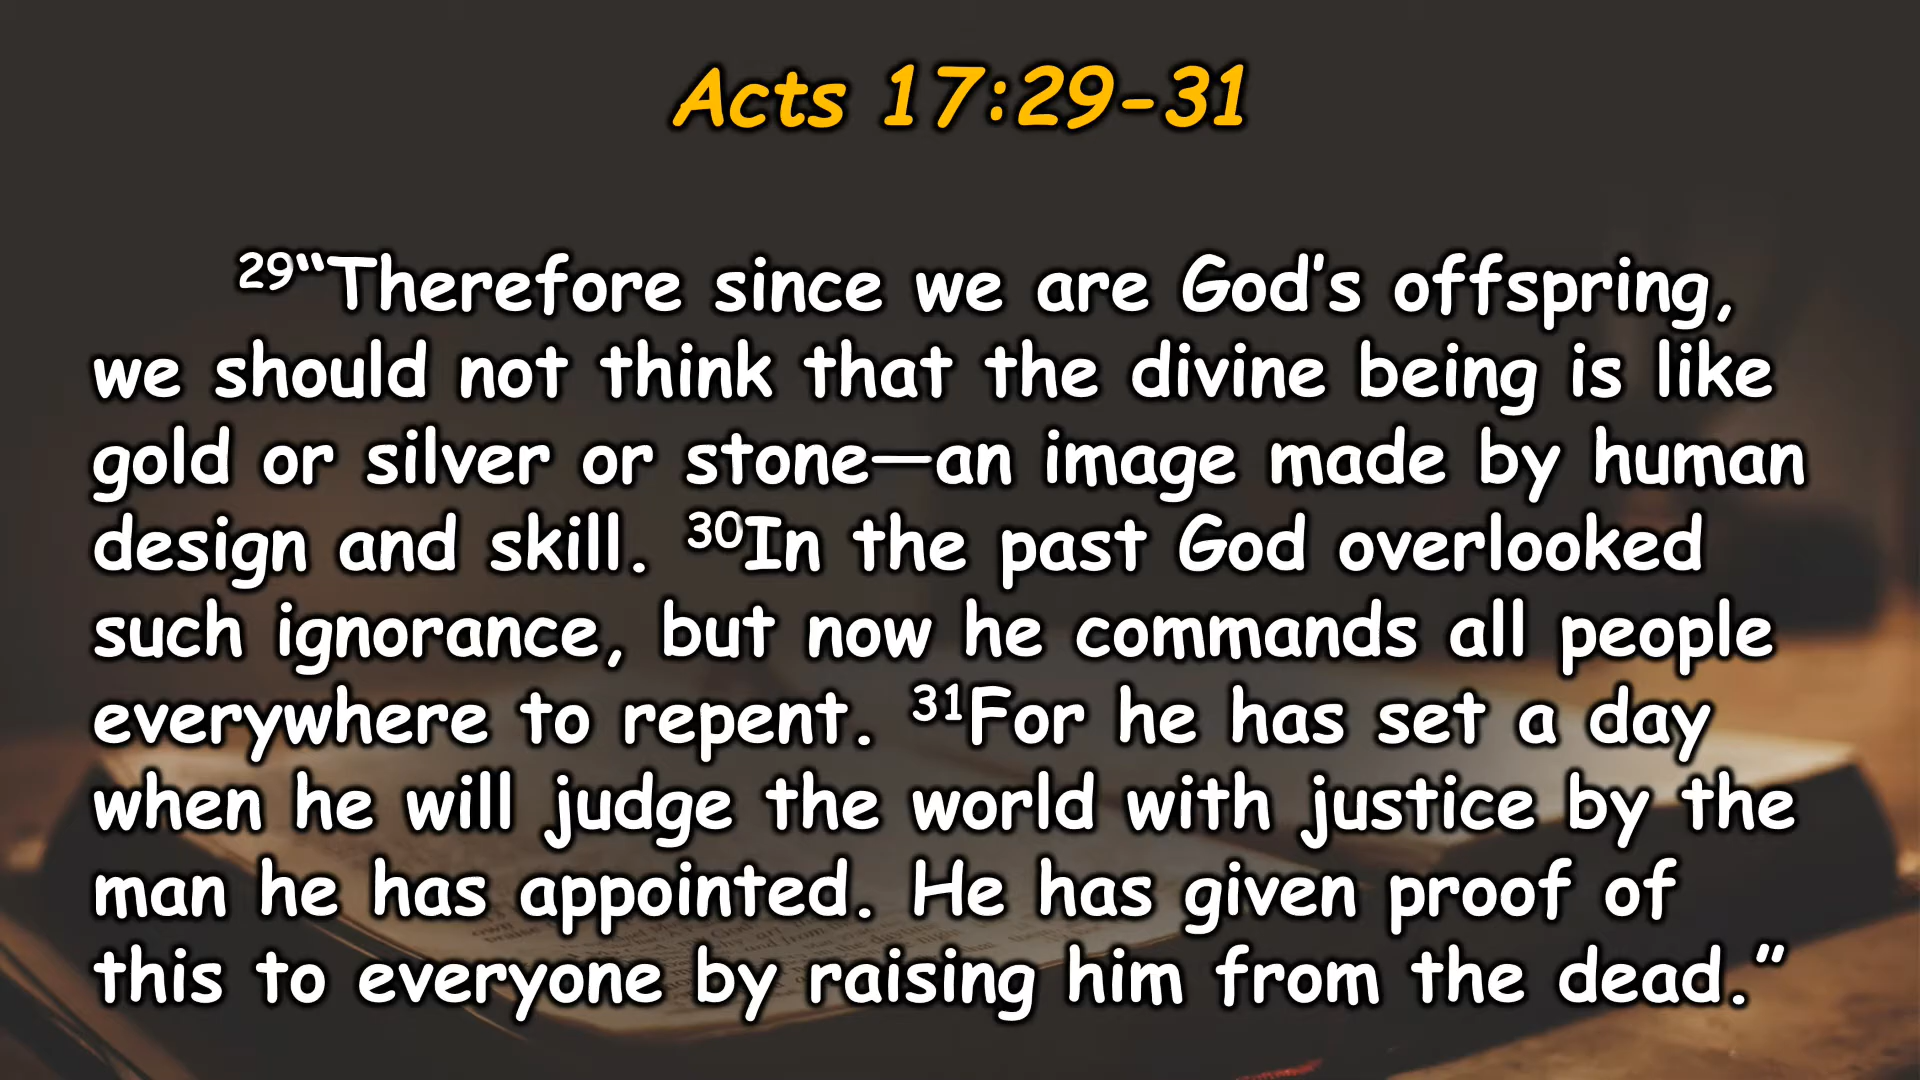 Acts 17:29-31
29“Therefore since we are God's offspring,
we should not think that the divine being is like
gold or silver or stone—an image made by human
design and skill. 30In the past God overlooked
such ignorance, but now he commands all people
everywhere to repent. 31For he has set a day
when he will judge the world with justice by the
man he has appointed. He has given proof of
this to everyone by raising him from the dead.”